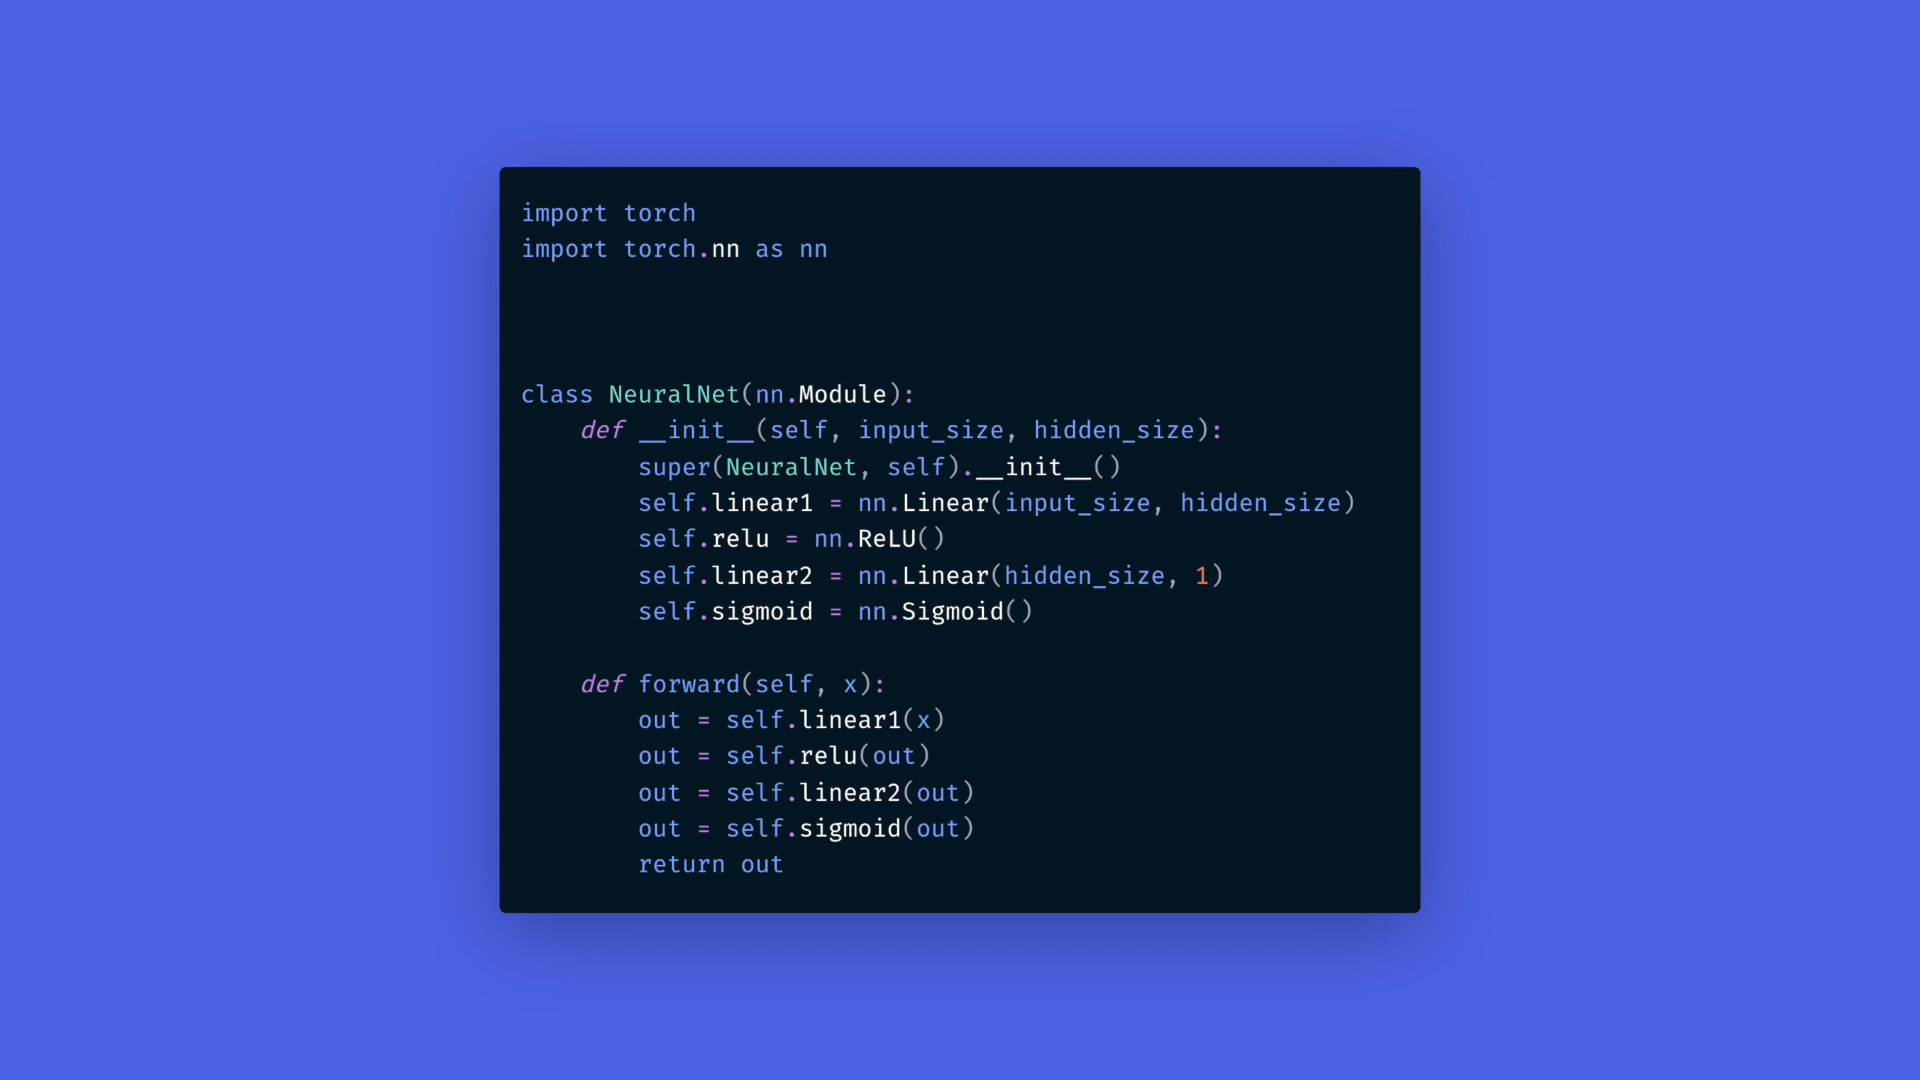 import torch
import torch.nn as nn
class NeuralNet(nn.Module):
    def __init__(self, input_size, hidden_size):
        super(NeuralNet, self).__init__()
        self.linear1 = nn.Linear(input_size, hidden_size)
        self.relu = nn.ReLU()
        self.linear2 = nn.Linear(hidden_size, 1)
        self.sigmoid = nn.Sigmoid()
    def forward(self, x):
        out = self.linear1(x)
        out = self.relu(out)
        out = self.linear2(out)
        out = self.sigmoid(out)
        return out